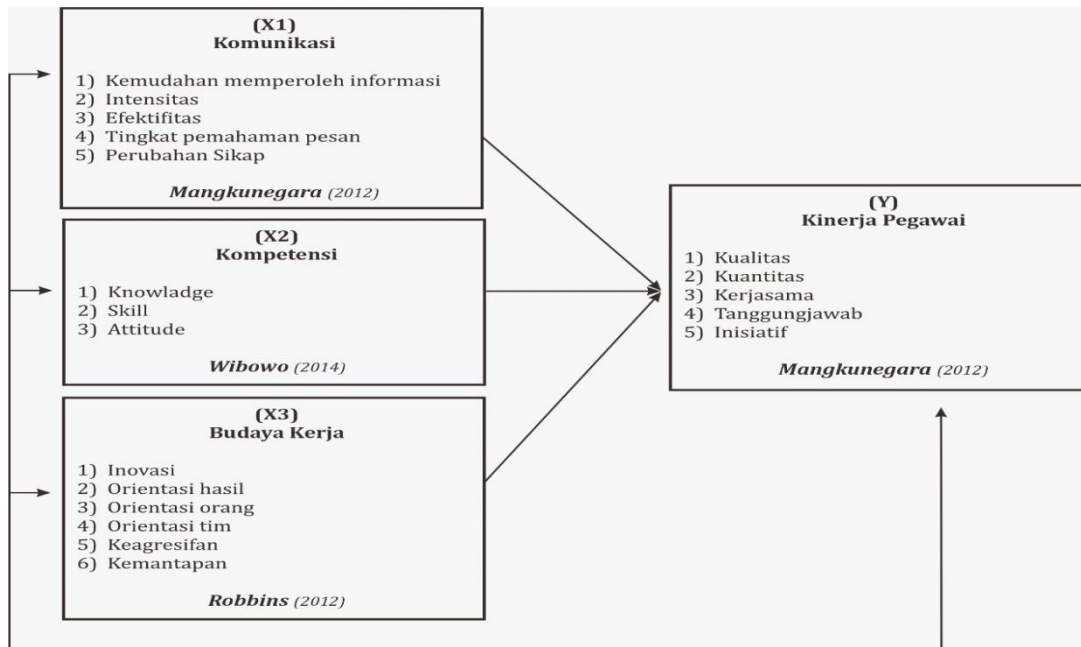 (X1)
Komunikasi
1) Kemudahan memperoleh informasi
2) Intensitas
3) Efektifitas
4) Tingkat pemahaman pesan
5) Perubahan Sikap
Mangkunegara (2012)
(X2)
Kompetensi
1) Knowladge
2) Skill
3) Attitude
Wibowo (2014)
(X3)
Budaya Kerja
1) Inovasi
2) Orientasi hasil
3) Orientasi orang
4) Orientasi tim
5) Keagresifan
6) Kemantapan
Robbins (2012)
(Y)
Kinerja Pegawai
1) Kualitas
2) Kuantitas
3) Kerjasama
4) Tanggungjawab
5) Inisiatif
Mangkunegara (2012)